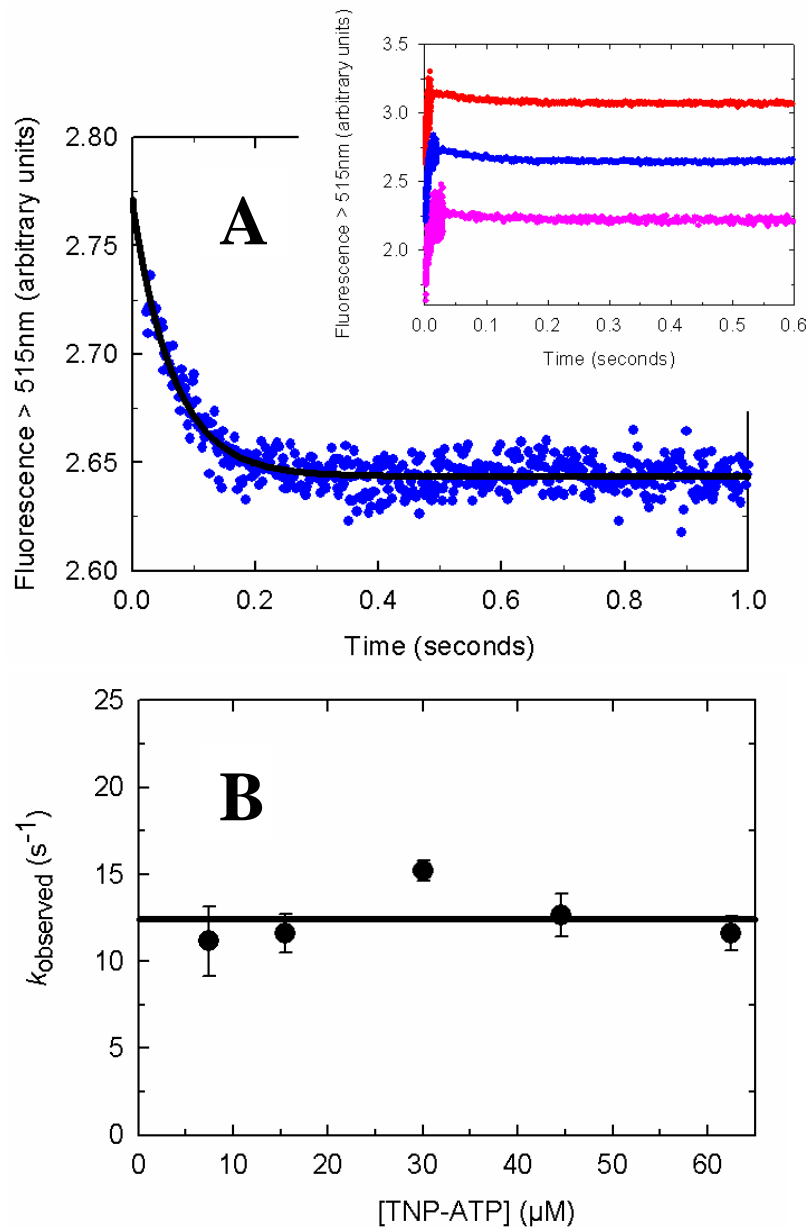 3.5
3.0
2.5
2.0
0.0 0.1 0.2 0.3 0.4 0.5 0.6
Time (seconds)
Fluorescence > 515nm (arbitrary units)
A
2.80
2.75
2.70
2.65
2.60
0.0 0.2 0.4 0.6 0.8 1.0
Time (seconds)
Fluorescence > 515nm (arbitrary units)
B
25
20
15
10
5
0
0 10 20 30 40 50 60
[TNP-ATP] (µM)
kobserved (s⁻¹)